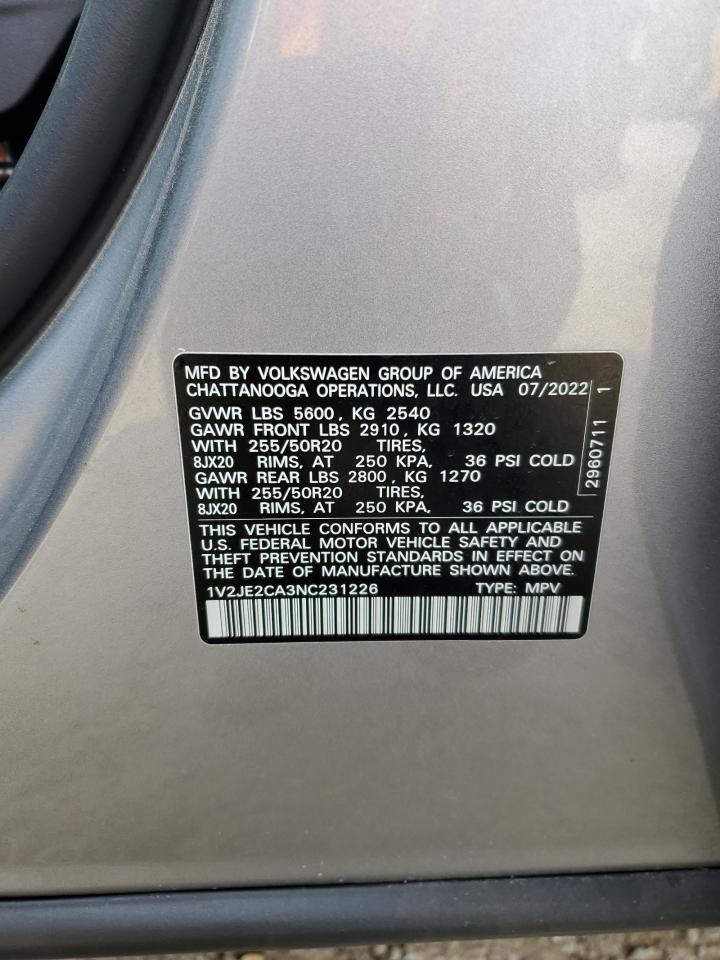 MFD BY VOLKSWAGEN GROUP OF AMERICA
CHATTANOOGA OPERATIONS, LLC. USA 07/2022
GVWR LBS 5600, KG 2540
GAWR FRONT LBS 2910, KG 1320
WITH 255/50R20 TIRES,
8JX20 RIMS, AT 250 KPA, 36 PSI COLD
GAWR REAR LBS 2800, KG 1270
WITH 255/50R20 TIRES,
8JX20 RIMS, AT 250 KPA, 36 PSI COLD
THIS VEHICLE CONFORMS TO ALL APPLICABLE
U.S. FEDERAL MOTOR VEHICLE SAFETY AND
THEFT PREVENTION STANDARDS IN EFFECT ON
THE DATE OF MANUFACTURE SHOWN ABOVE.
1V2JE2CA3NC231226 TYPE: MPV
2960711 1